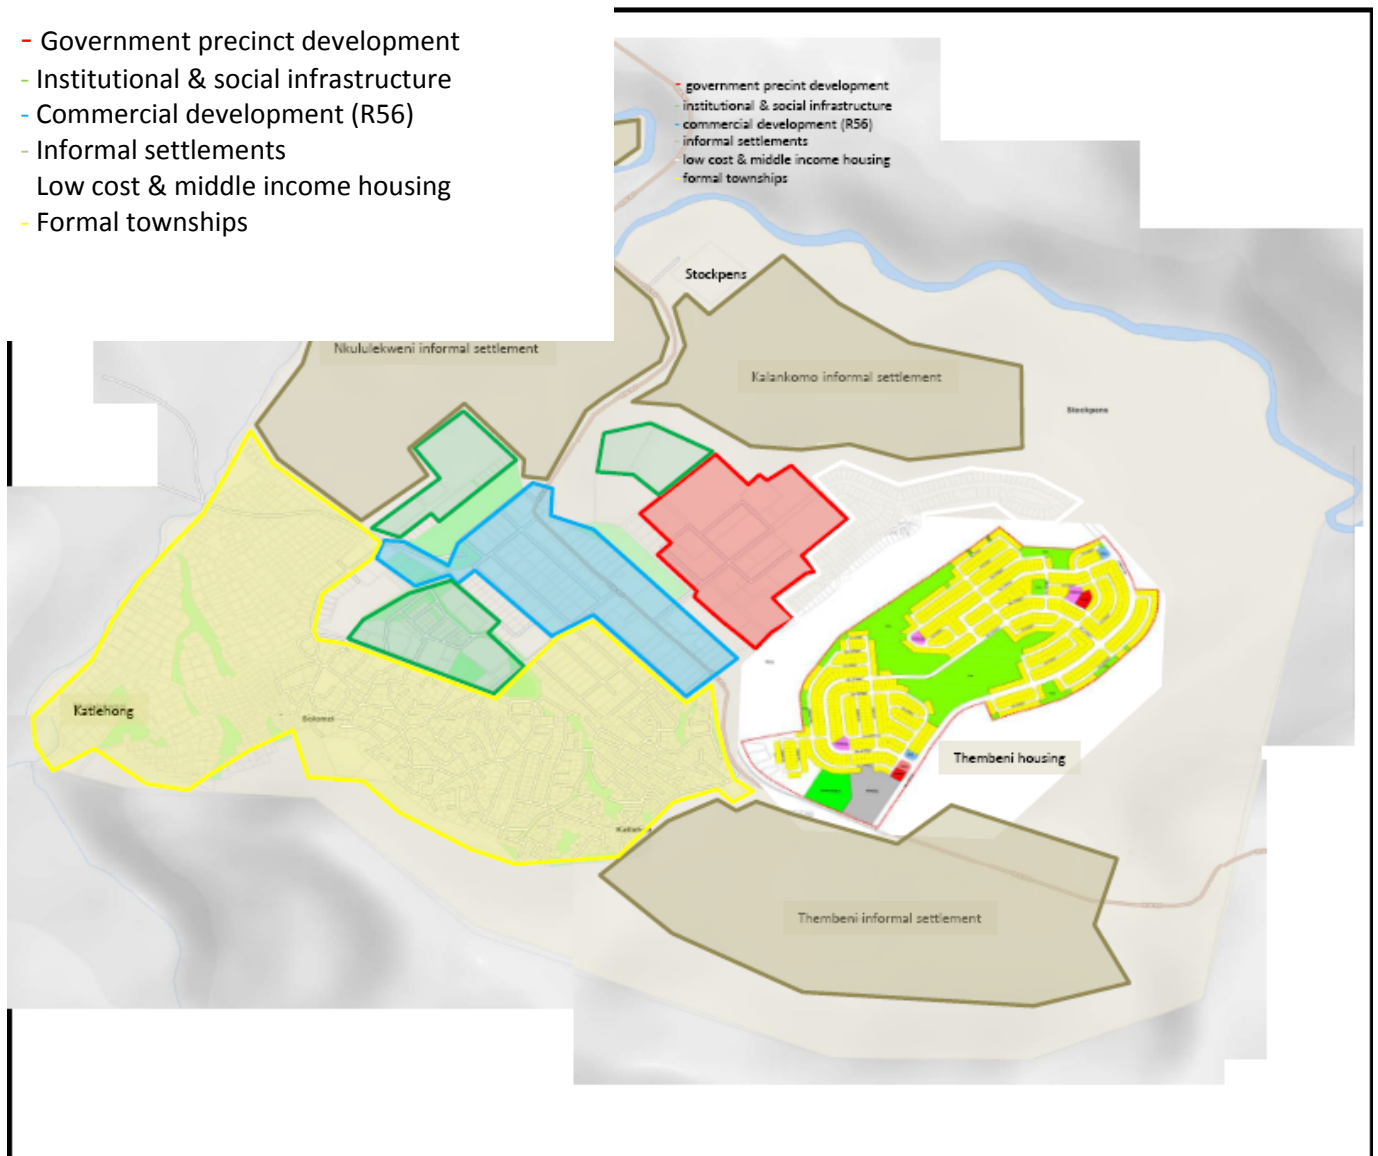 - Government precinct development
- Institutional & social infrastructure
- Commercial development (R56)
- Informal settlements
Low cost & middle income housing
- Formal townships
- government precint development
- institutional & social infrastructure
- commercial development (R56)
- informal settlements
- low cost & middle income housing
- formal townships
Stockpens
Nkululekweni informal settlement
Kalankomo informal settlement
Stockpens
Katlehong
Thembeni housing
Thembeni informal settlement